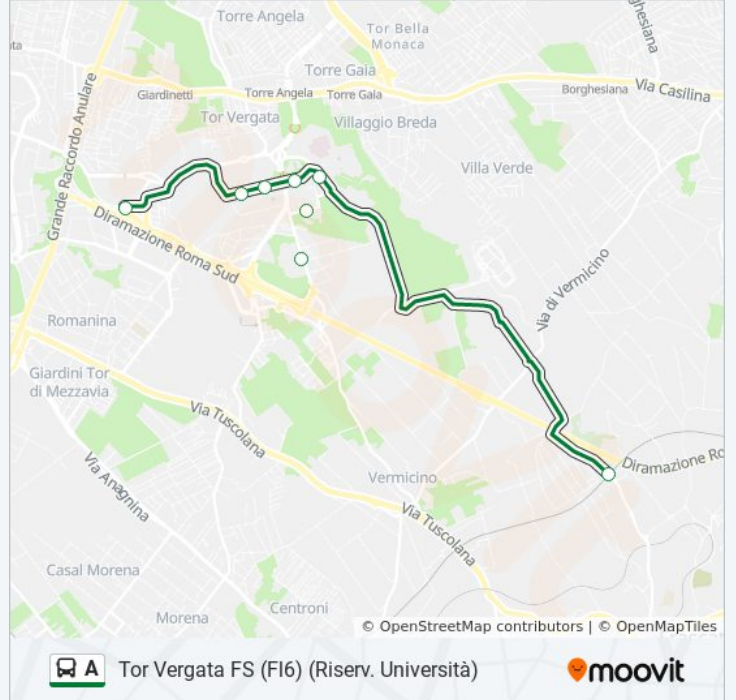 Torre Angela
Tor Bella
Monaca
Torre Gaia
Giardinetti
Torre Angela
Torre Gaia
Borghesiana
Via Casilina
Grande Raccordo Anulare
Tor Vergata
Villaggio Breda
Villa Verde
Diramazione Roma Sud
Via di Vermicino
Romanina
Giardini Tor
di Mezzavia
Via Tuscolana
Via Anagnina
Vermicino
Diramazione Ro
Via Tuscolana
Casal Morena
Morena
Centroni
© OpenStreetMap contributors | © OpenMapTiles
A Tor Vergata FS (Fl6) (Riserv. Università)
moovit